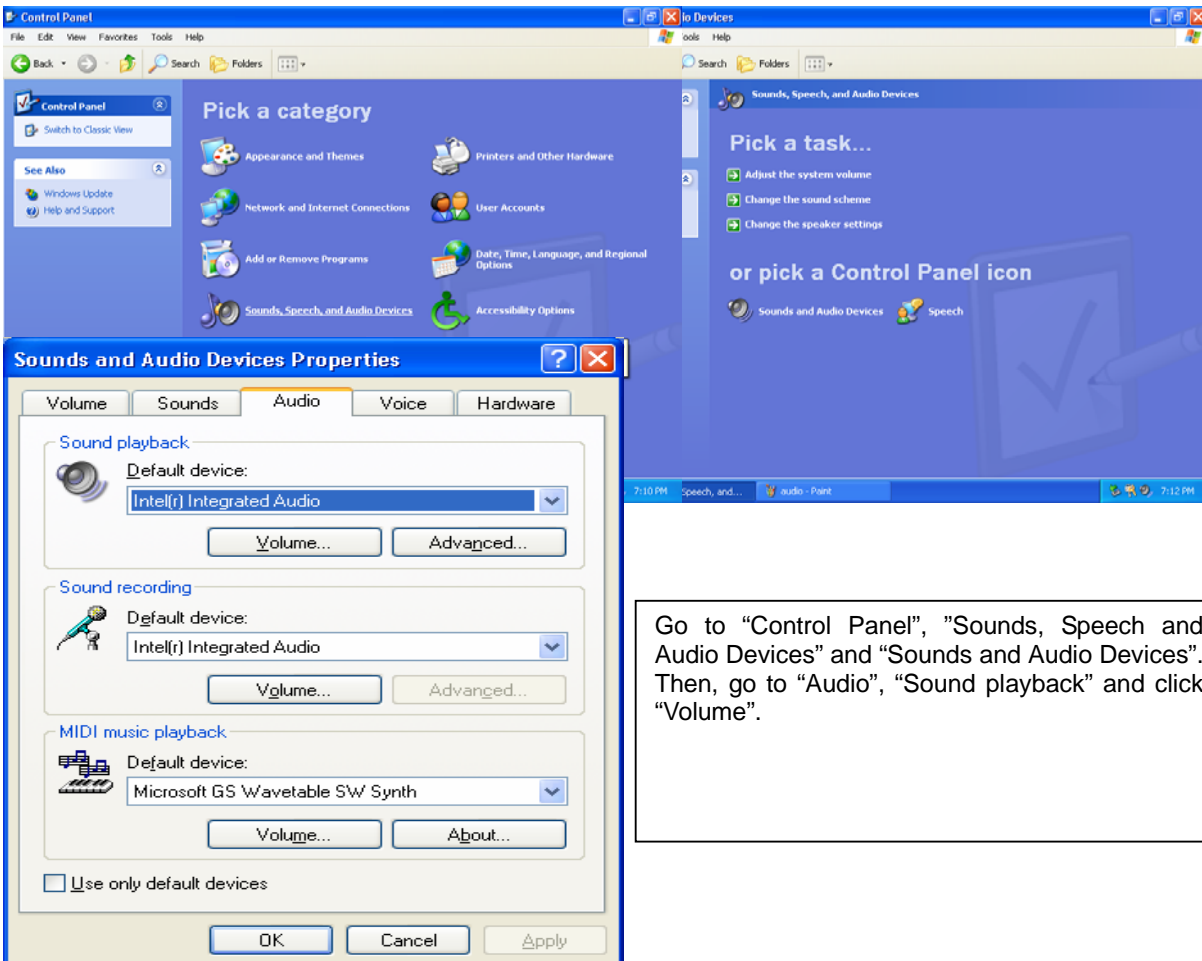 Control Panel
File Edit View Favorites Tools Help
Back Search Folders
Control Panel
Switch to Classic View
See Also
Windows Update
Help and Support
Pick a category
Appearance and Themes
Printers and Other Hardware
Network and Internet Connections
User Accounts
Add or Remove Programs
Date, Time, Language, and Regional
Options
Sounds, Speech, and Audio Devices
Accessibility Options
7:10 PM
io Devices
ools Help
Search Folders
Sounds, Speech, and Audio Devices
Pick a task...
Adjust the system volume
Change the sound scheme
Change the speaker settings
or pick a Control Panel icon
Sounds and Audio Devices Speech
Speech, and... audio - Paint 7:12 PM
Sounds and Audio Devices Properties
Volume Sounds Audio Voice Hardware
Sound playback
Default device:
Intel(r) Integrated Audio
Volume... Advanced...
Sound recording
Default device:
Intel(r) Integrated Audio
Volume... Advanced...
MIDI music playback
Default device:
Microsoft GS Wavetable SW Synth
Volume... About...
Use only default devices
OK Cancel Apply
Go to “Control Panel”, ”Sounds, Speech and
Audio Devices” and “Sounds and Audio Devices”.
Then, go to “Audio”, “Sound playback” and click
“Volume”.